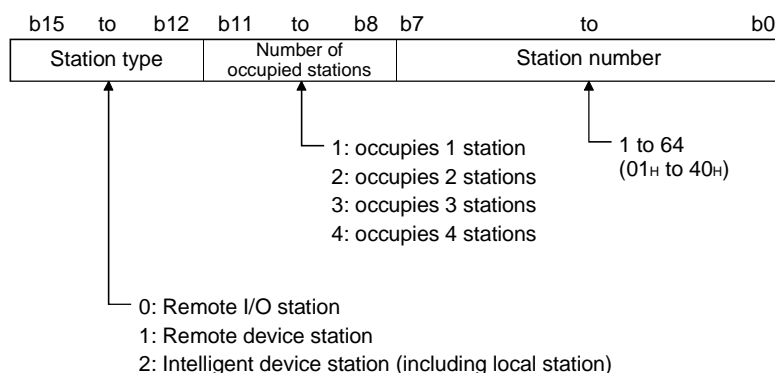 b15 to b12 b11 to b8 b7 to b0
Station type
Number of
occupied stations
Station number
1: occupies 1 station
2: occupies 2 stations
3: occupies 3 stations
4: occupies 4 stations
1 to 64
(01H to 40H)
0: Remote I/O station
1: Remote device station
2: Intelligent device station (including local station)